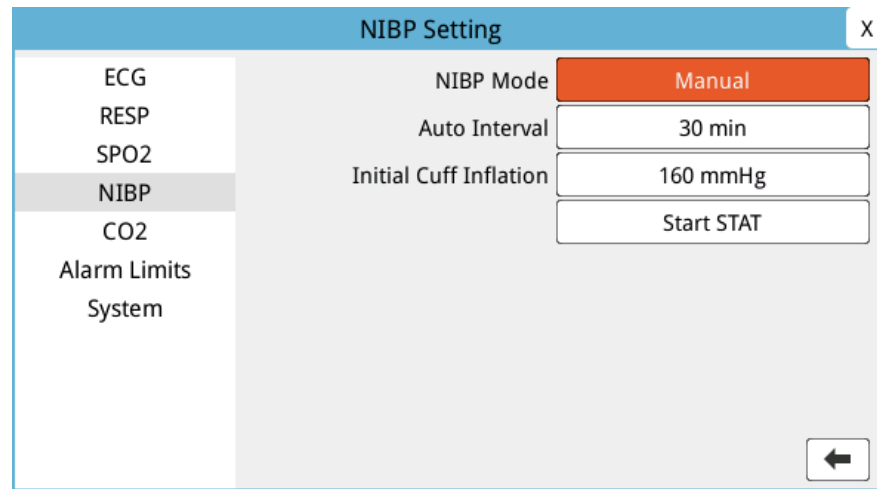 NIBP Setting
X
ECG
RESP
SPO2
NIBP
CO2
Alarm Limits
System
NIBP Mode
Manual
Auto Interval
30 min
Initial Cuff Inflation
160 mmHg
Start STAT